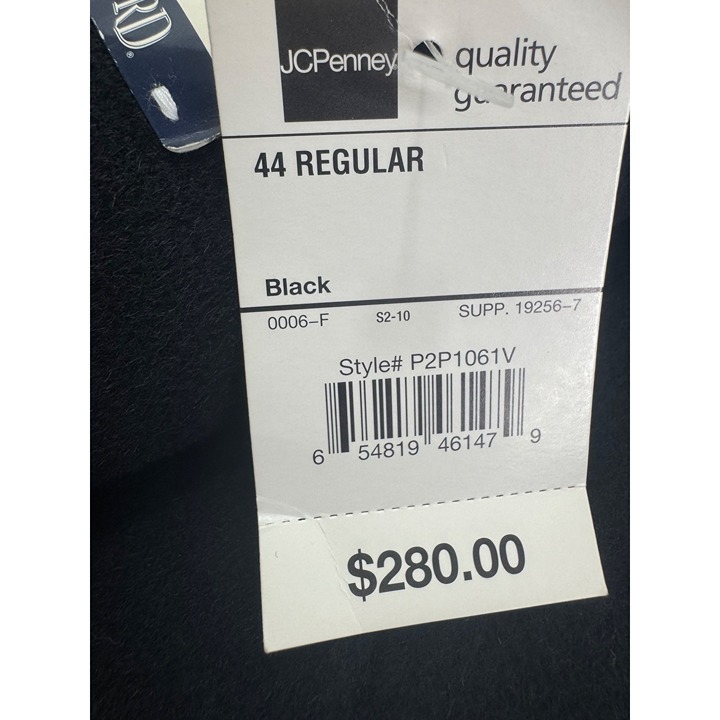 RD®
JCPenney
quality
guaranteed
44 REGULAR
Black
0006-F S2-10 SUPP. 19256-7
Style# P2P1061V
6 54819 46147 9
$280.00